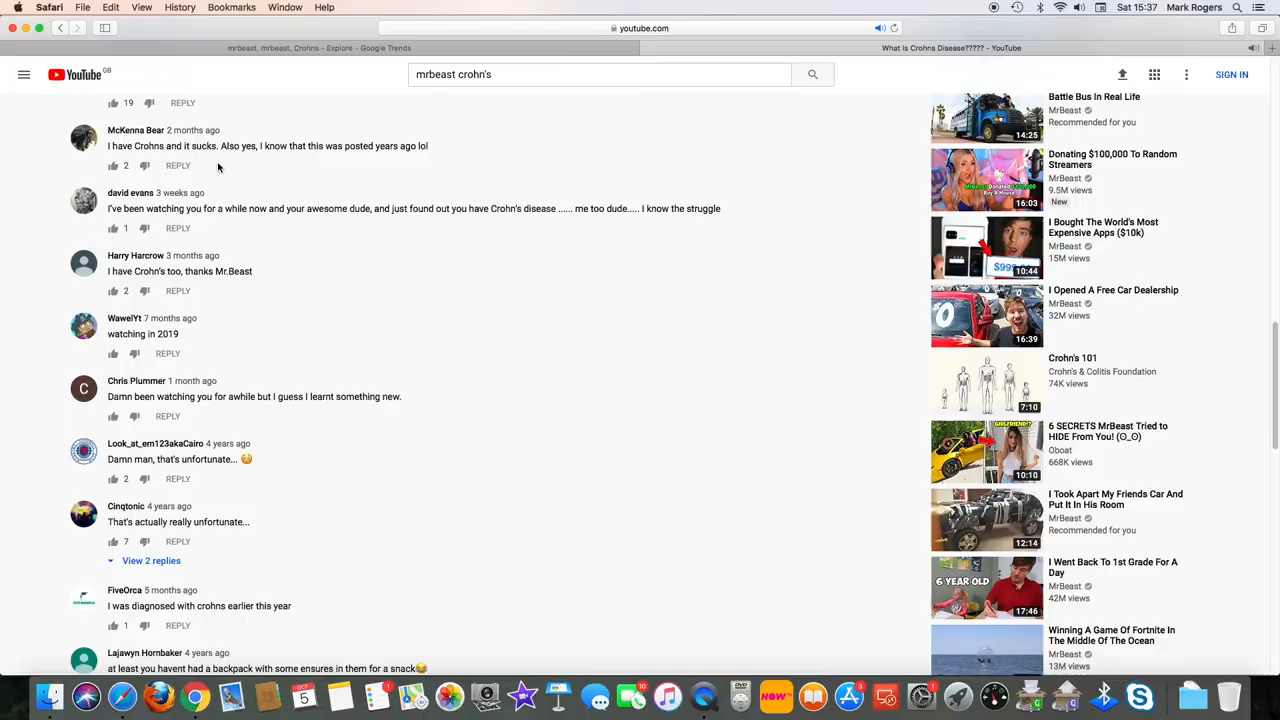 Safari File Edit View History Bookmarks Window Help
Sat 15:37 Mark Rogers
youtube.com
mrbeast, mrbeast, Crohns - Explore - Google Trends
What Is Crohns Disease????? - YouTube
YouTube GB
mrbeast crohn's
SIGN IN
19 REPLY
McKenna Bear 2 months ago
I have Crohns and it sucks. Also yes, I know that this was posted years ago lol
2 REPLY
david evans 3 weeks ago
I've been watching you for a while now and your awesome dude, and just found out you have Crohn's disease ...... me too dude..... I know the struggle
1 REPLY
Harry Harcrow 3 months ago
I have Crohn's too, thanks Mr.Beast
2 REPLY
WawelYt 7 months ago
watching in 2019
REPLY
C
Chris Plummer 1 month ago
Damn been watching you for awhile but I guess I learnt something new.
REPLY
Look_at_em123akaCairo 4 years ago
Damn man, that's unfortunate... 😂
2 REPLY
Cinqtonic 4 years ago
That's actually really unfortunate...
7 REPLY
View 2 replies
FiveOrca 5 months ago
I was diagnosed with crohns earlier this year
1 REPLY
Lajawyn Hornbaker 4 years ago
at least you havent had a backpack with some ensures in them for a snack😂
Battle Bus In Real Life
MrBeast
Recommended for you
14:25
Donating $100,000 To Random
Streamers
MrBeast
9.5M views
New
16:03
I Bought The World's Most
Expensive Apps ($10k)
MrBeast
15M views
10:44
I Opened A Free Car Dealership
MrBeast
32M views
16:39
Crohn's 101
Crohn's & Colitis Foundation
74K views
7:10
GIRLFRIEND!?
6 SECRETS MrBeast Tried to
HIDE From You! (ʘ_ʘ)
Oboat
668K views
10:10
I Took Apart My Friends Car And
Put It In His Room
MrBeast
Recommended for you
12:14
6 YEAR OLD
I Went Back To 1st Grade For A
Day
MrBeast
42M views
17:46
Winning A Game Of Fortnite In
The Middle Of The Ocean
MrBeast
13M views
OCT
5
1
10
NOW
3
1